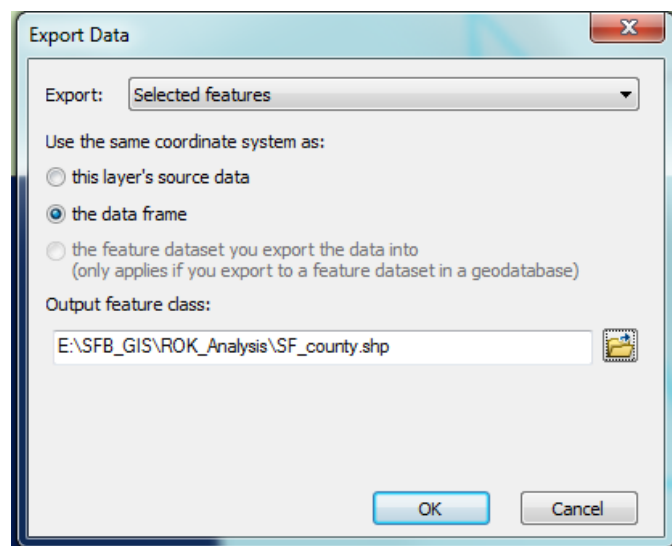 Export Data
Export: Selected features
Use the same coordinate system as:
this layer's source data
the data frame
the feature dataset you export the data into
(only applies if you export to a feature dataset in a geodatabase)
Output feature class:
E:\SFB_GIS\ROK_Analysis\SF_county.shp
OK Cancel